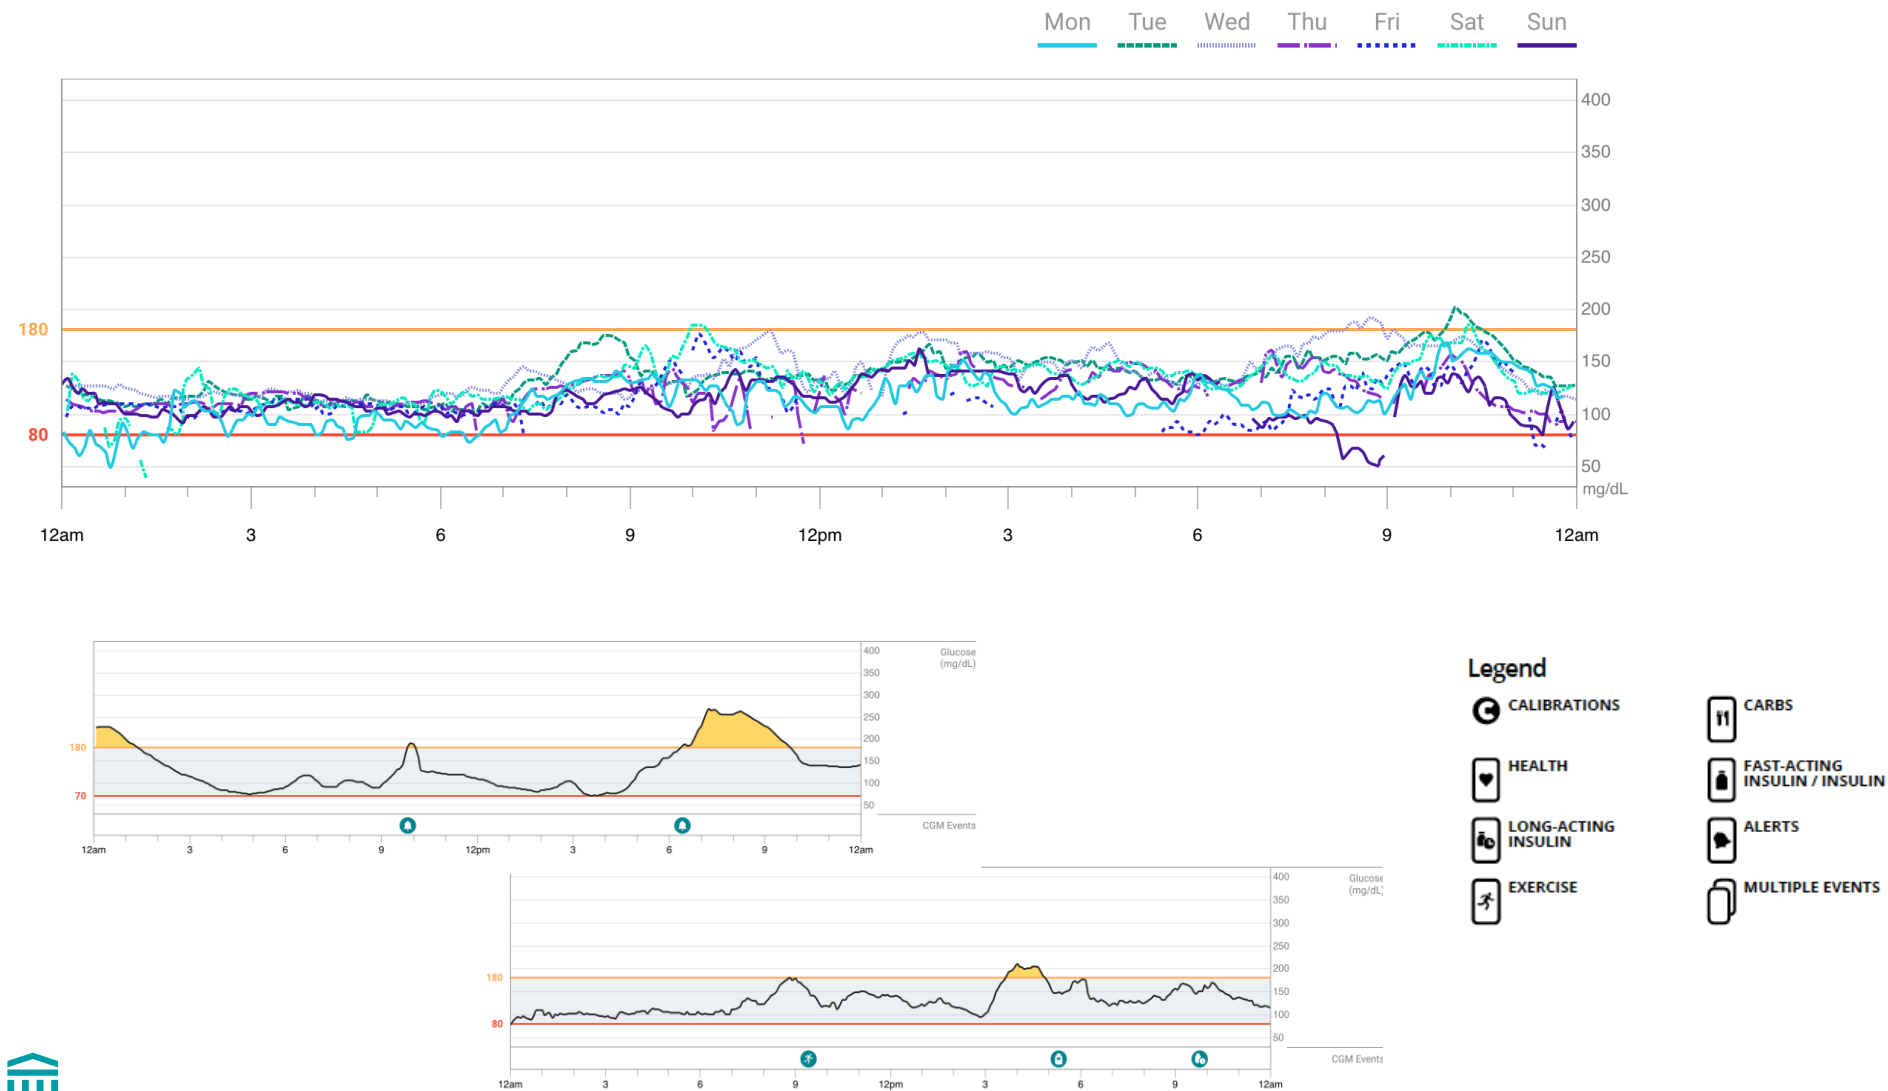 Mon Tue Wed Thu Fri Sat Sun
400
350
300
250
200
180
150
100
80
50
mg/dL
12am 3 6 9 12pm 3 6 9 12am
400 Glucose
(mg/dL)
350
300
250
200
180
150
100
70
50
CGM Events
12am 3 6 9 12pm 3 6 9 12am
400 Glucose
(mg/dL)
350
300
250
200
180
150
100
80
50
CGM Events
12am 3 6 9 12pm 3 6 9 12am
Legend
CALIBRATIONS
CARBS
HEALTH
FAST-ACTING
INSULIN / INSULIN
LONG-ACTING
INSULIN
ALERTS
EXERCISE
MULTIPLE EVENTS